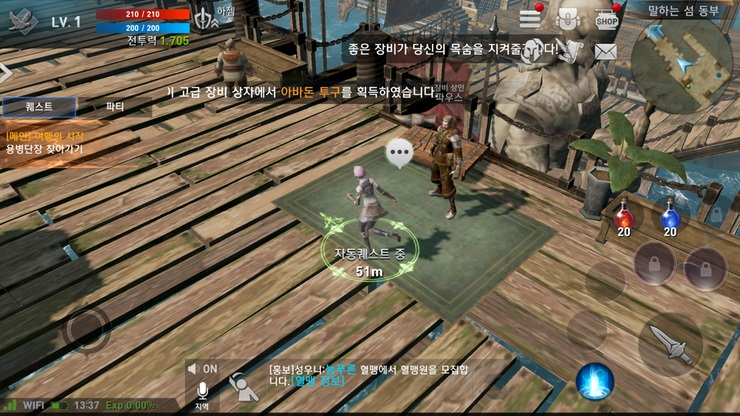 LV. 1
210 / 210
200 / 200
전투력 1,705
하젬
SHOP
말하는 섬 동부
좋은 장비가 당신의 목숨을 지켜줄
다!
고급 장비 상자에서 아바돈 투구를 획득하였습니다
장비 상인
파우스
퀘스트
파티
[메인] 여행의 시작
용병단장 찾아가기
20
20
자동퀘스트 중
51m
ON
지역
[홍보]성우니:늘푸른 혈맹에서 혈맹원을 모집합
니다.[혈맹 정보]
WIFI
13:37
Exp 0.00%